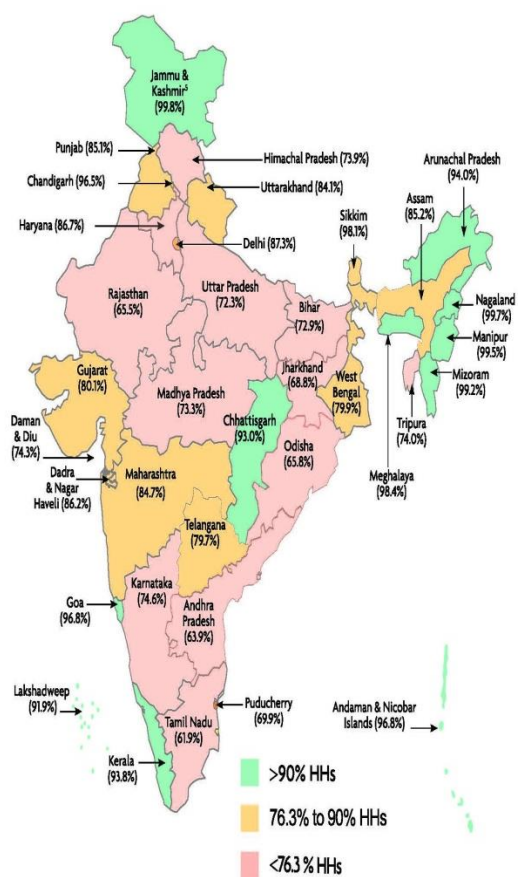 Jammu &
Kashmir⁵
(99.8%)
Punjab (85.1%)
Himachal Pradesh (73.9%)
Arunachal Pradesh
(94.0%)
Chandigarh (96.5%)
Uttarakhand (84.1%)
Assam
(85.2%)
Sikkim
(98.1%)
Haryana (86.7%)
Delhi (87.3%)
Rajasthan
(65.5%)
Uttar Pradesh
(72.3%)
Bihar
(72.9%)
Nagaland
(99.7%)
Manipur
(99.5%)
Mizoram
(99.2%)
Gujarat
(80.1%)
Madhya Pradesh
(73.3%)
Jharkhand
(68.8%)
West
Bengal
(79.9%)
Tripura
(74.0%)
Meghalaya
(98.4%)
Chhattisgarh
(93.0%)
Daman
& Diu
(74.3%)
Odisha
(65.8%)
Dadra
& Nagar
Haveli (86.2%)
Maharashtra
(84.7%)
Telangana
(79.7%)
Karnataka
(74.6%)
Goa
(96.8%)
Andhra
Pradesh
(63.9%)
Lakshadweep
(91.9%)
Puducherry
(69.9%)
Andaman & Nicobar
Islands (96.8%)
Tamil Nadu
(61.9%)
Kerala
(93.8%)
>90% HHs
76.3% to 90% HHs
<76.3 % HHs